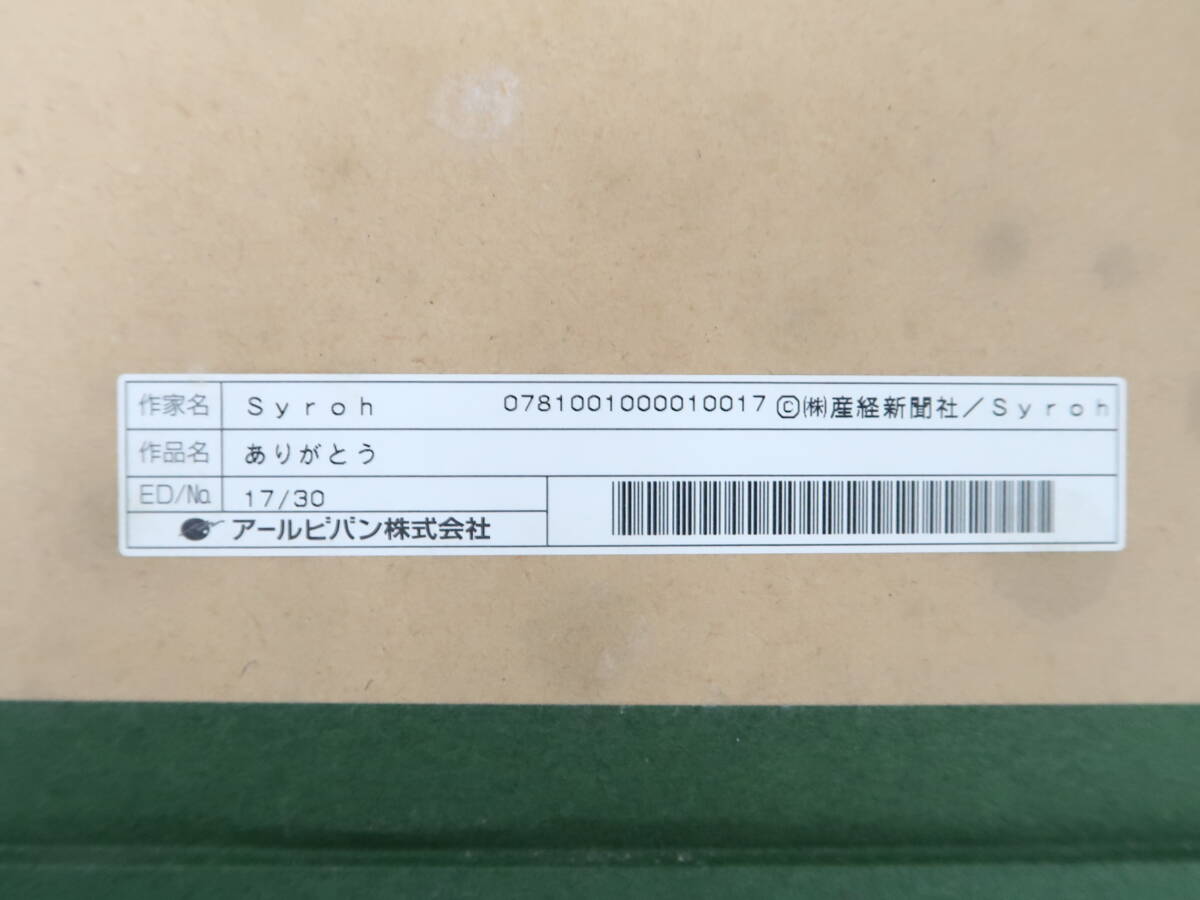 作家名 Syroh 0781001000010017 Ⓒ㈱産経新聞社／Syroh
作品名 ありがとう
ED/№ 17/30
アールビバン株式会社